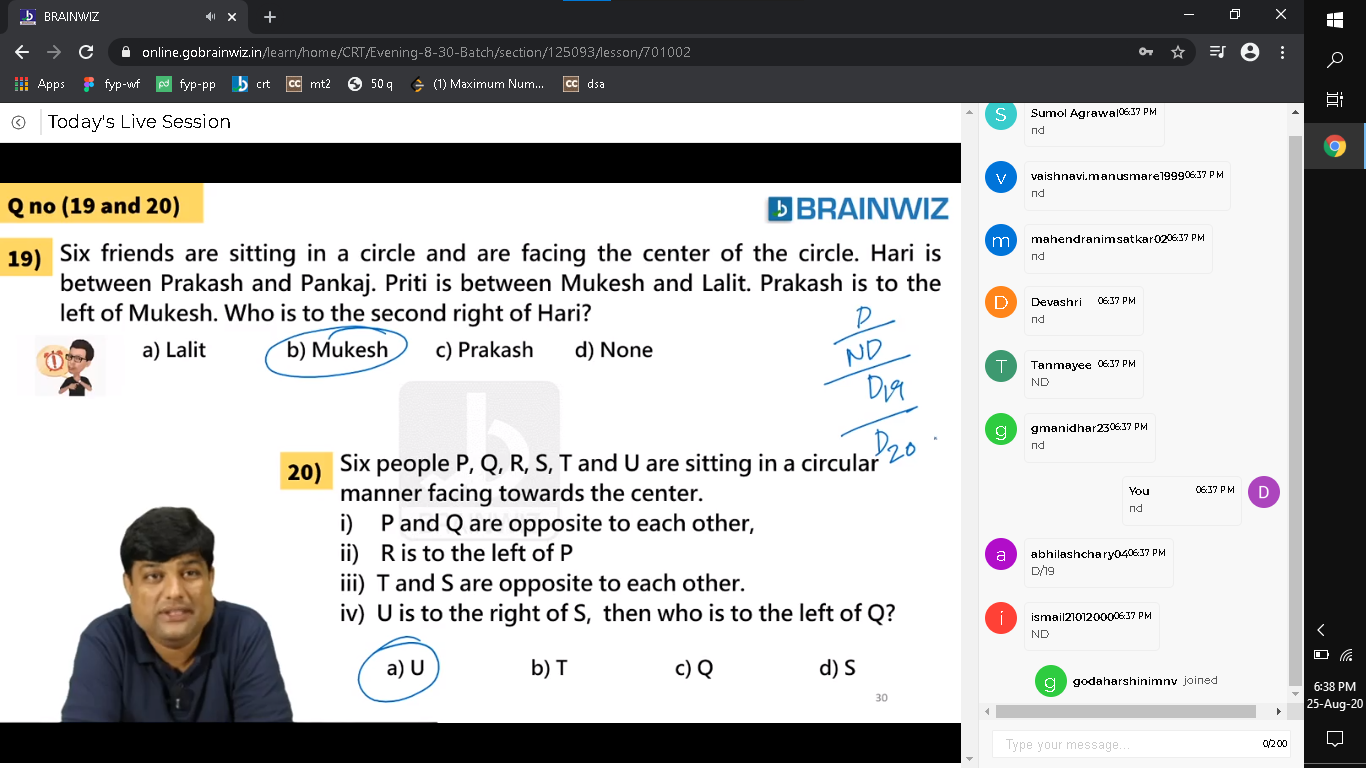 BRAINWIZ
online.gobrainwiz.in/learn/home/CRT/Evening-8-30-Batch/section/125093/lesson/701002
Apps fyp-wf fyp-pp crt mt2 50 q (1) Maximum Num... dsa
Today's Live Session
Q no (19 and 20)
BRAINWIZ
19) Six friends are sitting in a circle and are facing the center of the circle. Hari is
between Prakash and Pankaj. Priti is between Mukesh and Lalit. Prakash is to the
left of Mukesh. Who is to the second right of Hari?
a) Lalit b) Mukesh c) Prakash d) None
D
ND
D19
D20
20) Six people P, Q, R, S, T and U are sitting in a circular
manner facing towards the center.
i) P and Q are opposite to each other,
ii) R is to the left of P
iii) T and S are opposite to each other.
iv) U is to the right of S, then who is to the left of Q?
a) U b) T c) Q d) S
30
S
Sumol Agrawal 06:37 PM
nd
v
vaishnavi.manusmare1999 06:37 PM
nd
m
mahendranimsatkar02 06:37 PM
nd
D
Devashri 06:37 PM
nd
T
Tanmayee 06:37 PM
ND
g
gmanidhar23 06:37 PM
nd
You 06:37 PM
nd
D
a
abhilashchary04 06:37 PM
D/19
i
ismail21012000 06:37 PM
ND
g
godaharshinimnv joined
Type your message... 0/200
6:38 PM
25-Aug-20